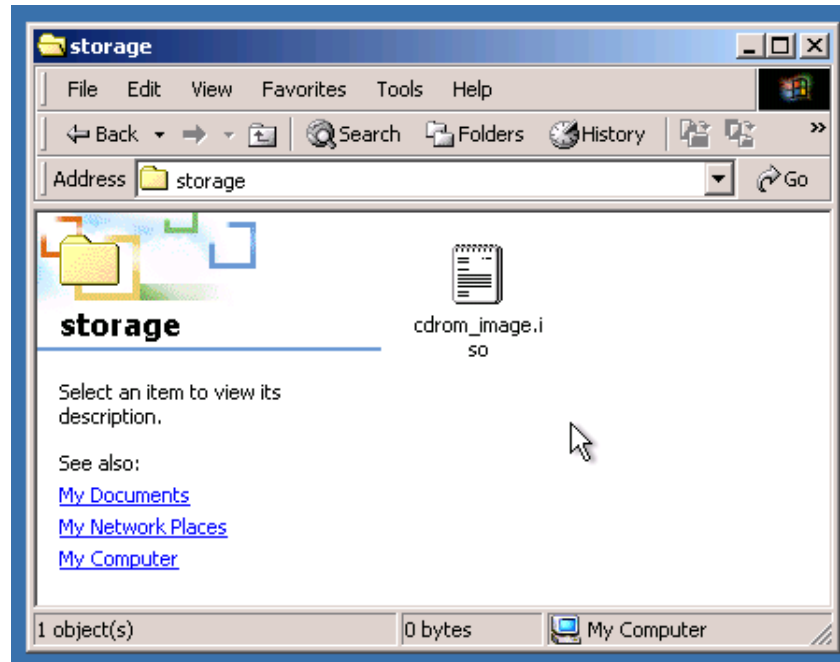 storage
File Edit View Favorites Tools Help
Back Search Folders History »
Address storage Go
storage
cdrom_image.i
so
Select an item to view its
description.
See also:
My Documents
My Network Places
My Computer
1 object(s) 0 bytes My Computer